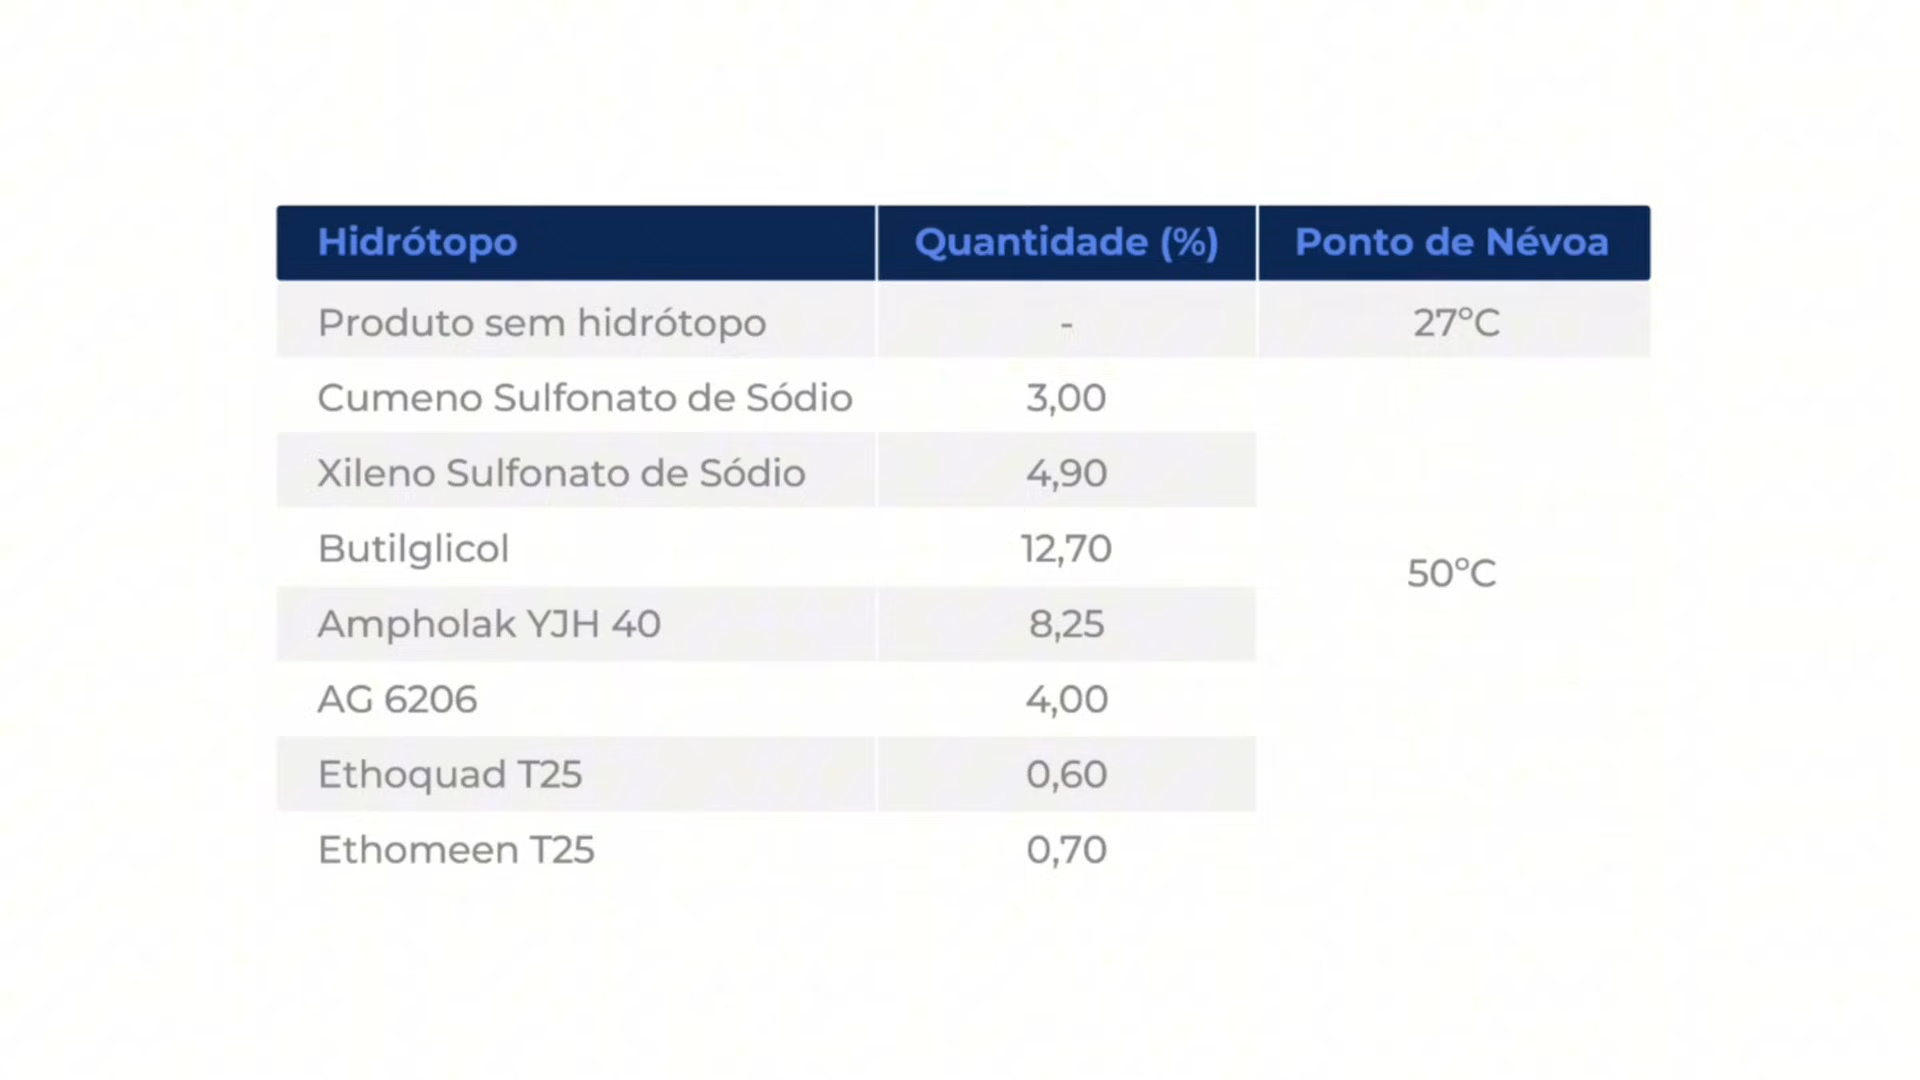 Hidrótopo Quantidade (%) Ponto de Névoa
Produto sem hidrótopo - 27ºC
Cumeno Sulfonato de Sódio 3,00
Xileno Sulfonato de Sódio 4,90
Butilglicol 12,70
50ºC
Ampholak YJH 40 8,25
AG 6206 4,00
Ethoquad T25 0,60
Ethomeen T25 0,70